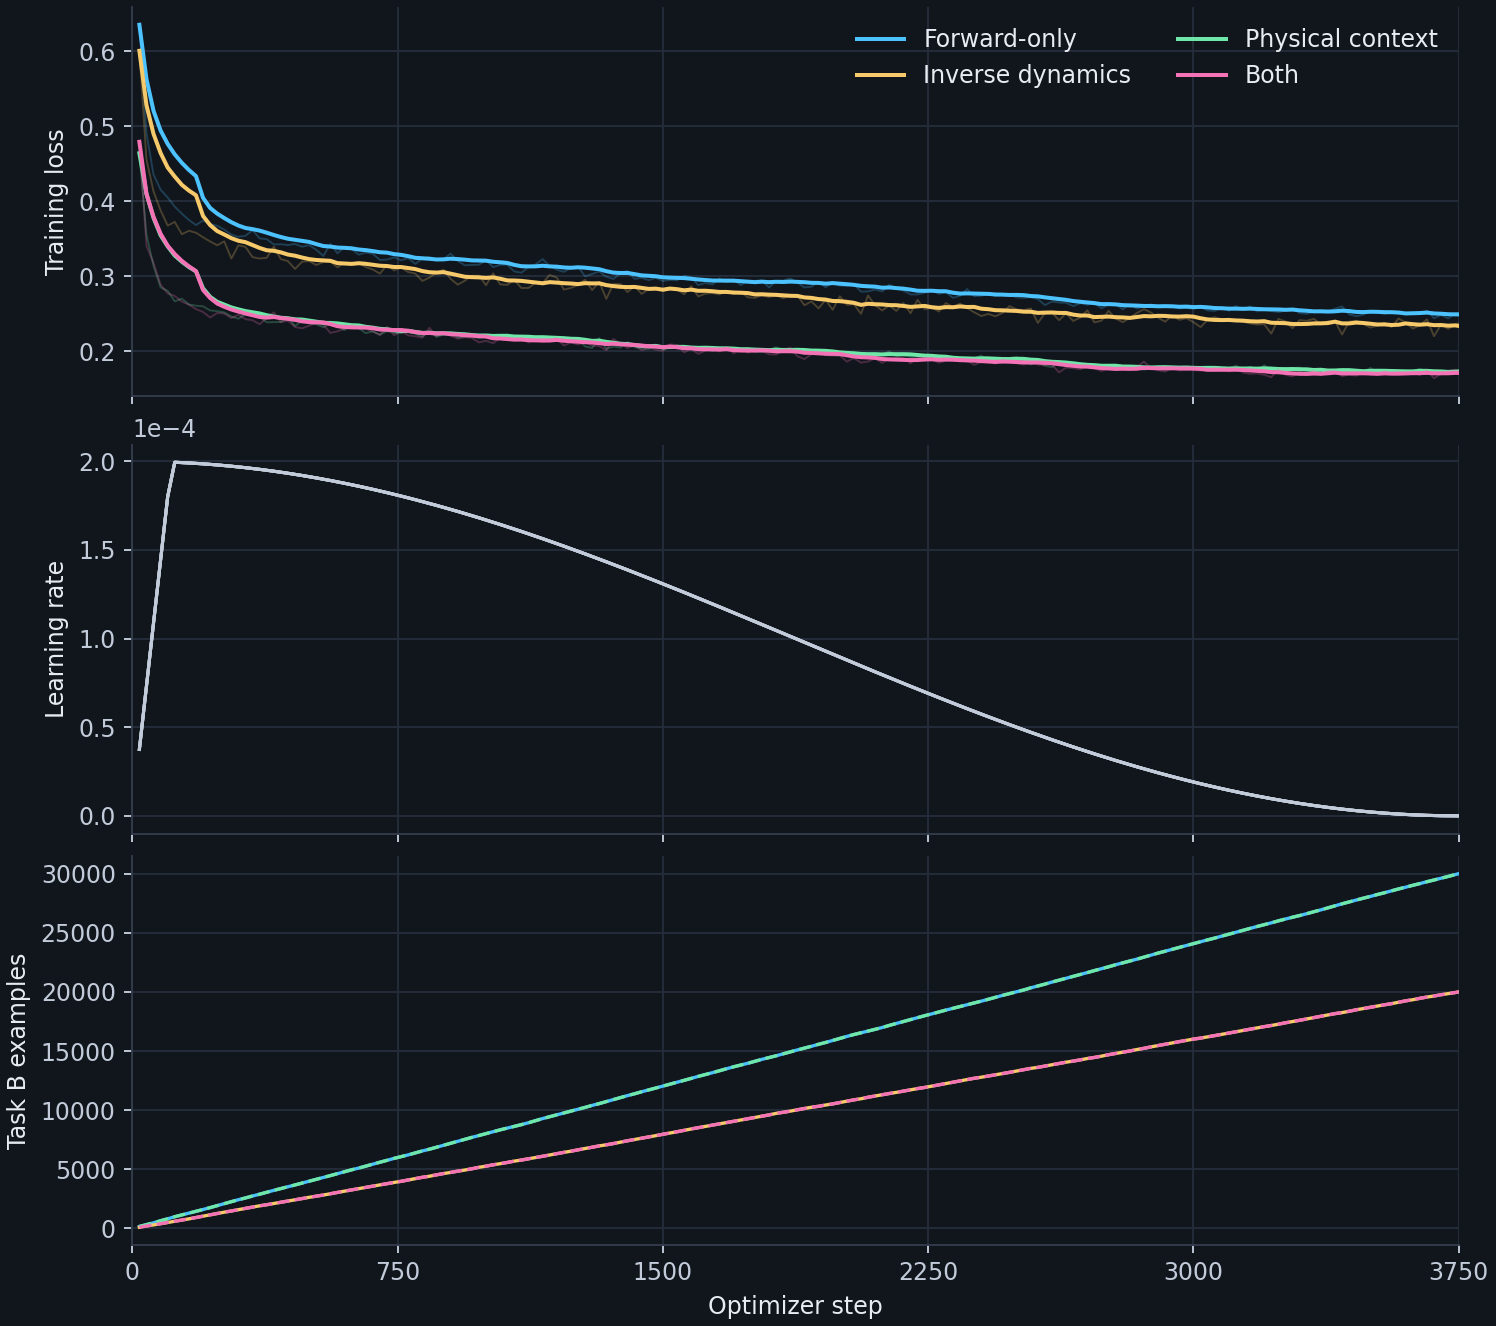 Forward-only
Inverse dynamics
Physical context
Both
Training loss
0.6
0.5
0.4
0.3
0.2
1e−4
Learning rate
2.0
1.5
1.0
0.5
0.0
Task B examples
30000
25000
20000
15000
10000
5000
0
0 750 1500 2250 3000 3750
Optimizer step